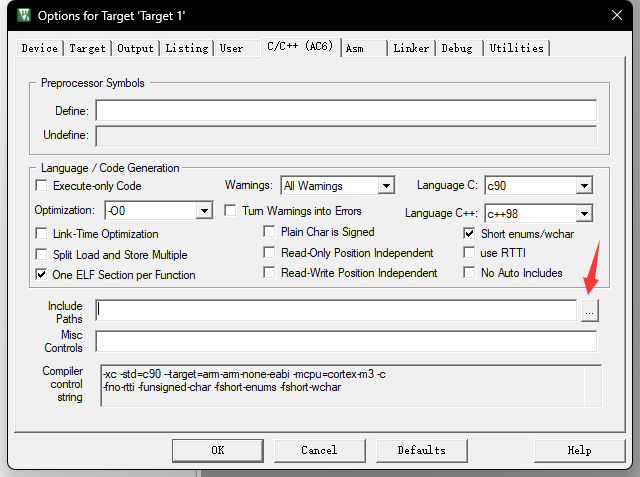 Options for Target 'Target 1'
Device Target Output Listing User C/C++ (AC6) Asm Linker Debug Utilities
Preprocessor Symbols
Define:
Undefine:
Language / Code Generation
Execute-only Code Warnings: All Warnings Language C: c90
Optimization: -O0 Turn Warnings into Errors Language C++: c++98
Link-Time Optimization Plain Char is Signed Short enums/wchar
Split Load and Store Multiple Read-Only Position Independent use RTTI
One ELF Section per Function Read-Write Position Independent No Auto Includes
Include
Paths
...
Misc
Controls
Compiler
control
string
-xc -std=c90 --target=arm-arm-none-eabi -mcpu=cortex-m3 -c
-fno-rtti -funsigned-char -fshort-enums -fshort-wchar
OK Cancel Defaults Help